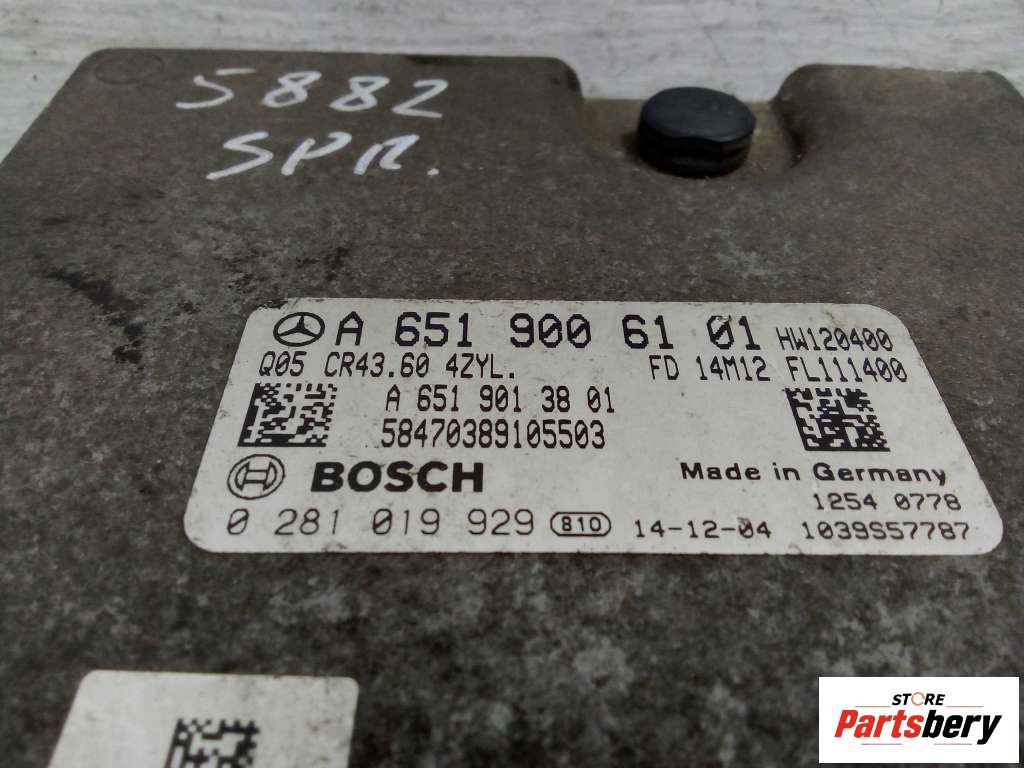 5882
SPR.
A 651 900 61 01 HW120400
Q05 CR43.60 4ZYL. FD 14M12 FL111400
A 651 901 38 01
58470389105503
BOSCH Made in Germany
1254 0778
0 281 019 929 810 14-12-04 1039S57787
STORE
Partsbery